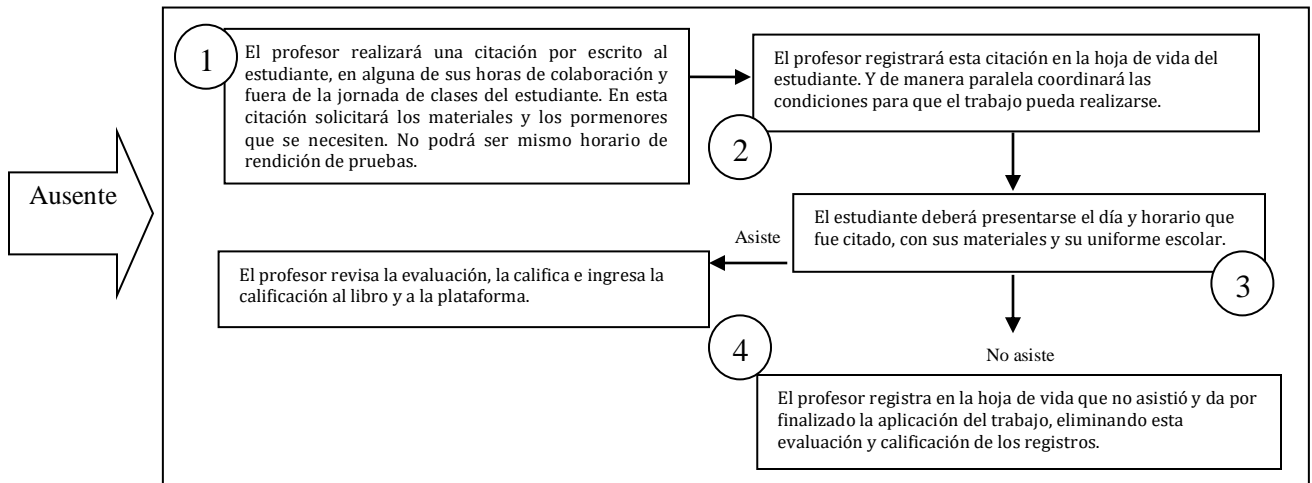 Ausente
1
El profesor realizará una citación por escrito al
estudiante, en alguna de sus horas de colaboración y
fuera de la jornada de clases del estudiante. En esta
citación solicitará los materiales y los pormenores
que se necesiten. No podrá ser mismo horario de
rendición de pruebas.
2
El profesor registrará esta citación en la hoja de vida del
estudiante. Y de manera paralela coordinará las
condiciones para que el trabajo pueda realizarse.
3
El estudiante deberá presentarse el día y horario que
fue citado, con sus materiales y su uniforme escolar.
Asiste
El profesor revisa la evaluación, la califica e ingresa la
calificación al libro y a la plataforma.
4
No asiste
El profesor registra en la hoja de vida que no asistió y da por
finalizado la aplicación del trabajo, eliminando esta
evaluación y calificación de los registros.